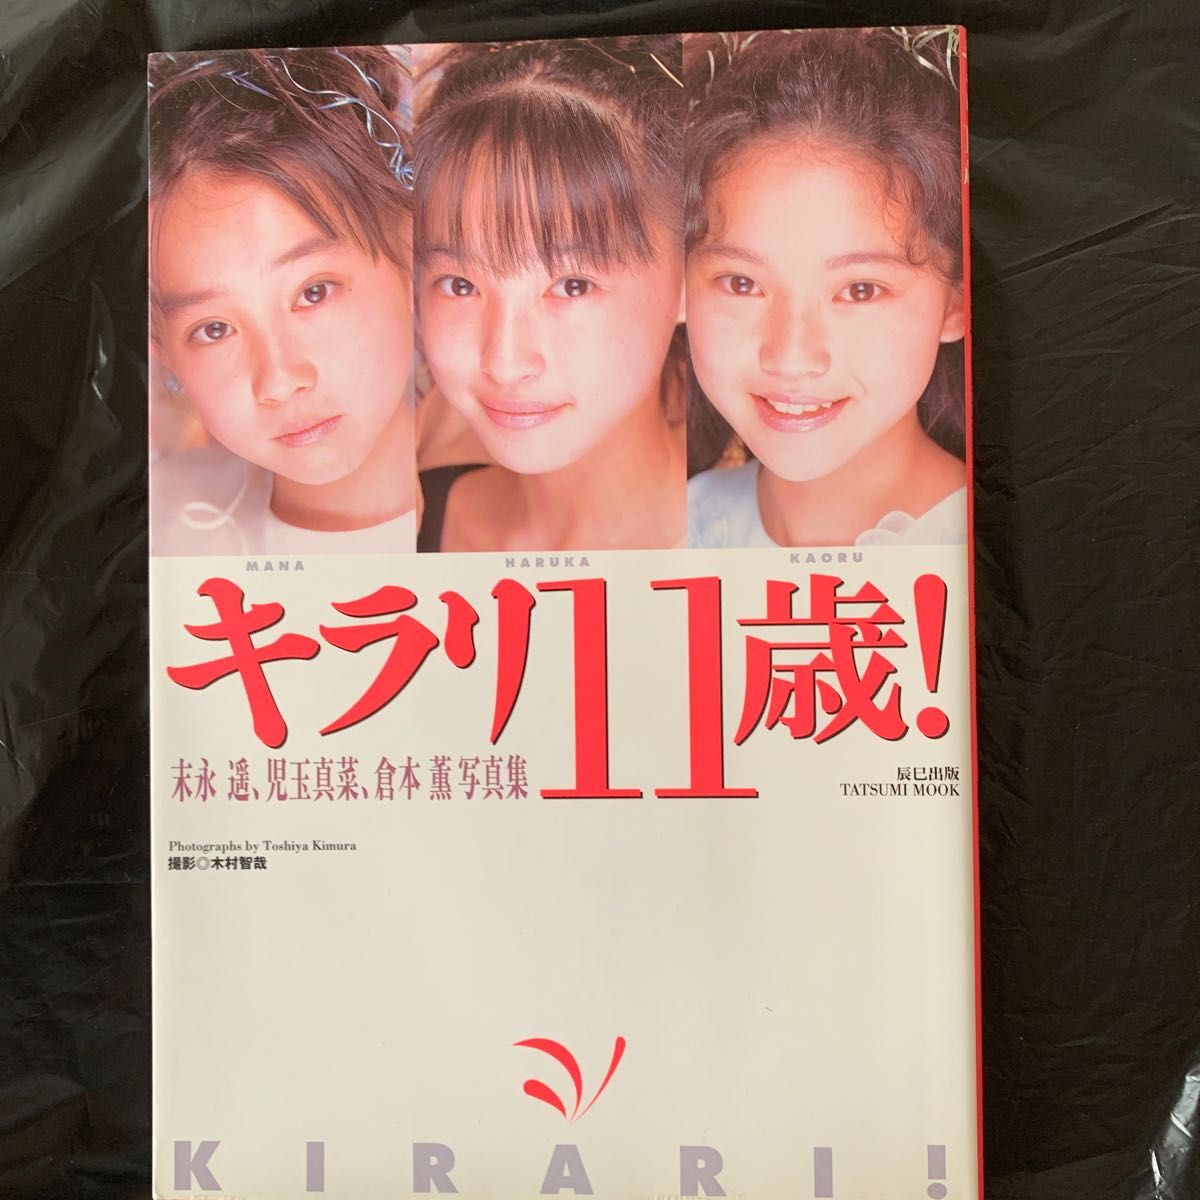 MANA HARUKA KAORU
キラリ11歳!
末永 遥、児玉真菜、倉本 薫 写真集
辰巳出版
TATSUMI MOOK
Photographs by Toshiya Kimura
撮影◎木村智哉
KIRARI!